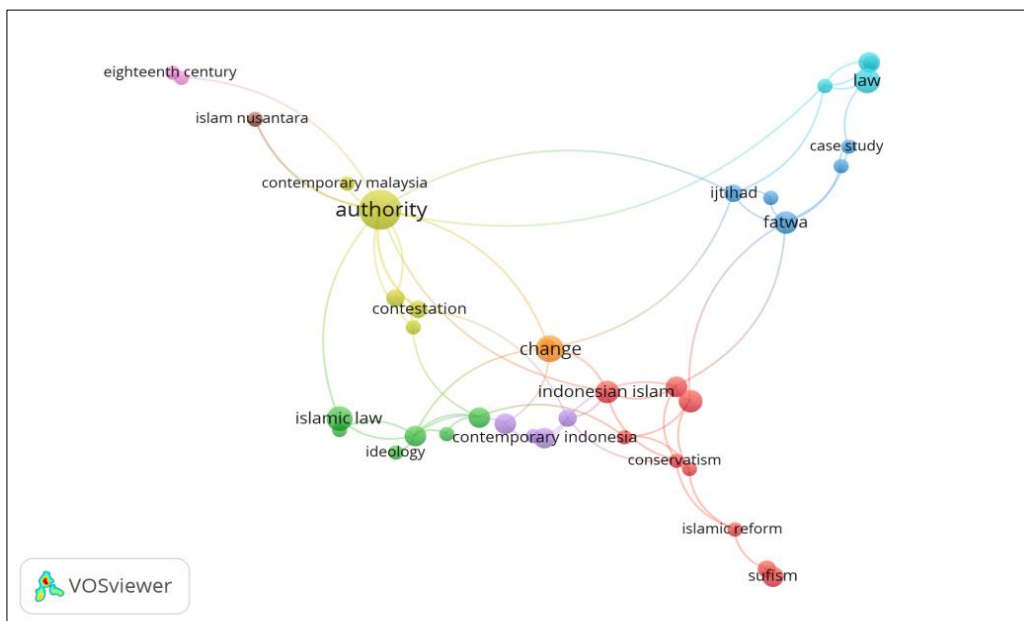 eighteenth century
law
islam nusantara
case study
contemporary malaysia
authority
ijtihad
fatwa
contestation
change
indonesian islam
islamic law
contemporary indonesia
ideology
conservatism
islamic reform
sufism
VOSviewer